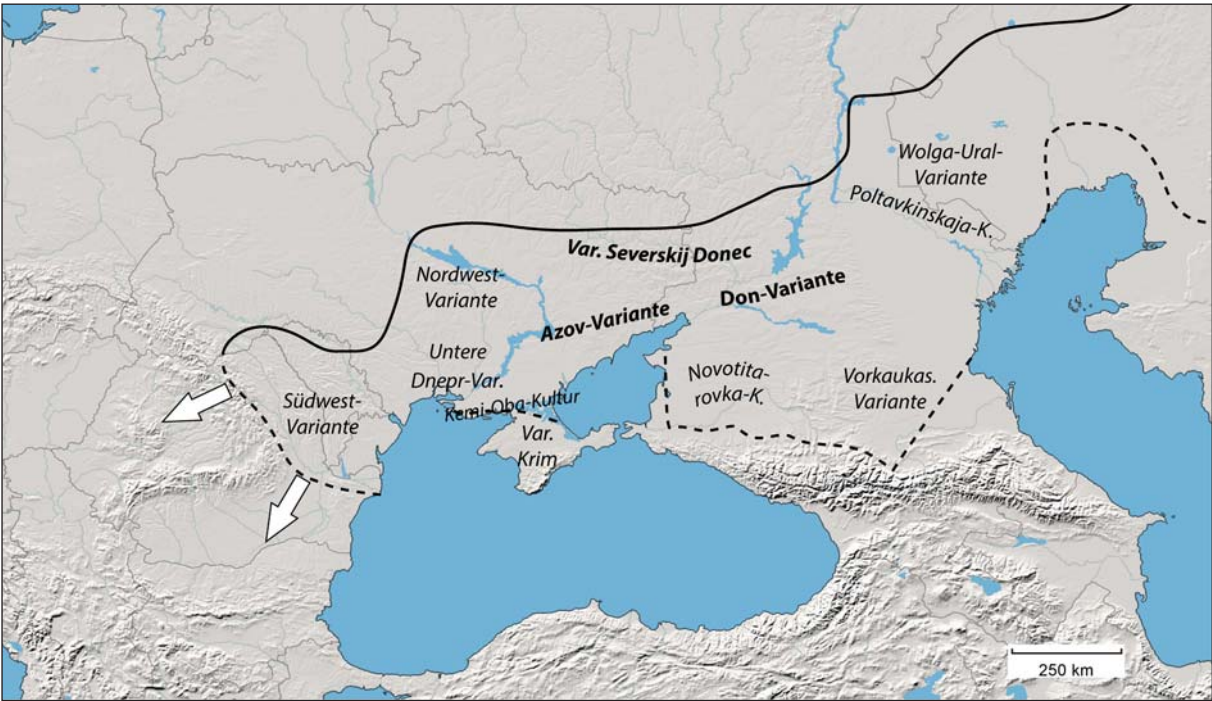 Wolga-Ural-
Variante
Poltavkinskaja-K.
Var. Severskij Donec
Nordwest-
Variante
Don-Variante
Azov-Variante
Untere
Dnepr-Var.
Kemi-Oba-Kultur
Novotita-
rovka-K.
Vorkaukas.
Variante
Südwest-
Variante
Var.
Krim
250 km